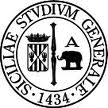 SICILIAE STVDIVM GENERALE
A
· 1434 ·